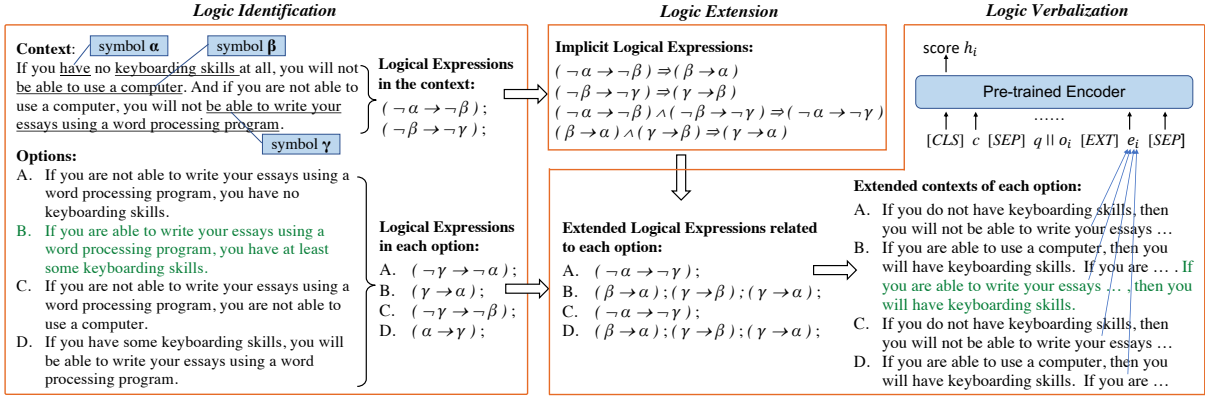 Logic Identification
Context:
symbol α
symbol β
If you have no keyboarding skills at all, you will not
be able to use a computer. And if you are not able to
use a computer, you will not be able to write your
essays using a word processing program.
symbol γ
Options:
A. If you are not able to write your essays using a
word processing program, you have no
keyboarding skills.
B. If you are able to write your essays using a
word processing program, you have at least
some keyboarding skills.
C. If you are not able to write your essays using a
word processing program, you are not able to
use a computer.
D. If you have some keyboarding skills, you will
be able to write your essays using a word
processing program.
Logical Expressions
in the context:
(¬α → ¬β) ;
(¬β → ¬γ) ;
Logical Expressions
in each option:
A. (¬γ → ¬α) ;
B. (γ → α) ;
C. (¬γ → ¬β) ;
D. (α → γ) ;
Logic Extension
Implicit Logical Expressions:
(¬α → ¬β) ⇒ (β → α)
(¬β → ¬γ) ⇒ (γ → β)
(¬α → ¬β) ∧ (¬β → ¬γ) ⇒ (¬α → ¬γ)
(β → α) ∧ (γ → β) ⇒ (γ → α)
Extended Logical Expressions related
to each option:
A. (¬α → ¬γ) ;
B. (β → α) ; (γ → β) ; (γ → α) ;
C. (¬α → ¬γ) ;
D. (β → α) ; (γ → β) ; (γ → α) ;
Logic Verbalization
score hᵢ
Pre-trained Encoder
......
[CLS] c [SEP] q || oᵢ [EXT] eᵢ [SEP]
Extended contexts of each option:
A. If you do not have keyboarding skills, then
you will not be able to write your essays …
B. If you are able to use a computer, then you
will have keyboarding skills. If you are … . If
you are able to write your essays … , then you
will have keyboarding skills.
C. If you do not have keyboarding skills, then
you will not be able to write your essays …
D. If you are able to use a computer, then you
will have keyboarding skills. If you are …